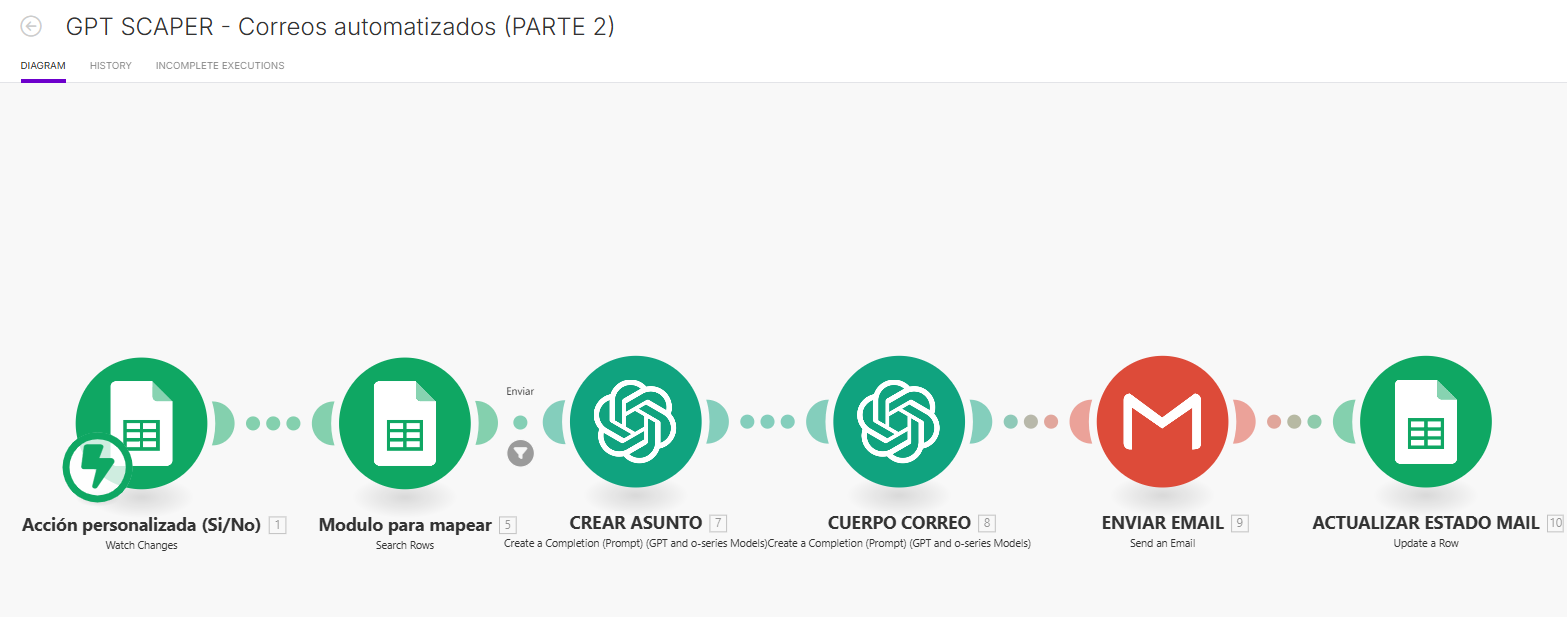 GPT SCAPER - Correos automatizados (PARTE 2)
DIAGRAM HISTORY INCOMPLETE EXECUTIONS
Enviar
Acción personalizada (Si/No) 1
Watch Changes
Modulo para mapear 5
Search Rows
CREAR ASUNTO 7
Create a Completion (Prompt) (GPT and o-series Models)
CUERPO CORREO 8
Create a Completion (Prompt) (GPT and o-series Models)
ENVIAR EMAIL 9
Send an Email
ACTUALIZAR ESTADO MAIL 10
Update a Row